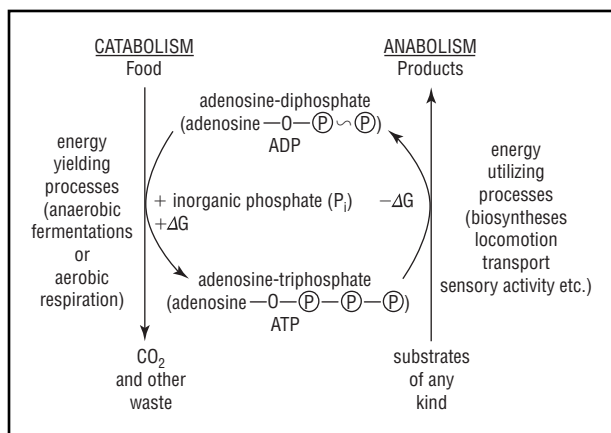 CATABOLISM
Food
ANABOLISM
Products
adenosine-diphosphate
(adenosine —O—Ⓟ∽Ⓟ)
ADP
energy
yielding
processes
(anaerobic
fermentations
or
aerobic
respiration)
+ inorganic phosphate (Pᵢ)
+ΔG
−ΔG
energy
utilizing
processes
(biosyntheses
locomotion
transport
sensory activity etc.)
adenosine-triphosphate
(adenosine —O—Ⓟ—Ⓟ—Ⓟ)
ATP
CO₂
and other
waste
substrates
of any
kind